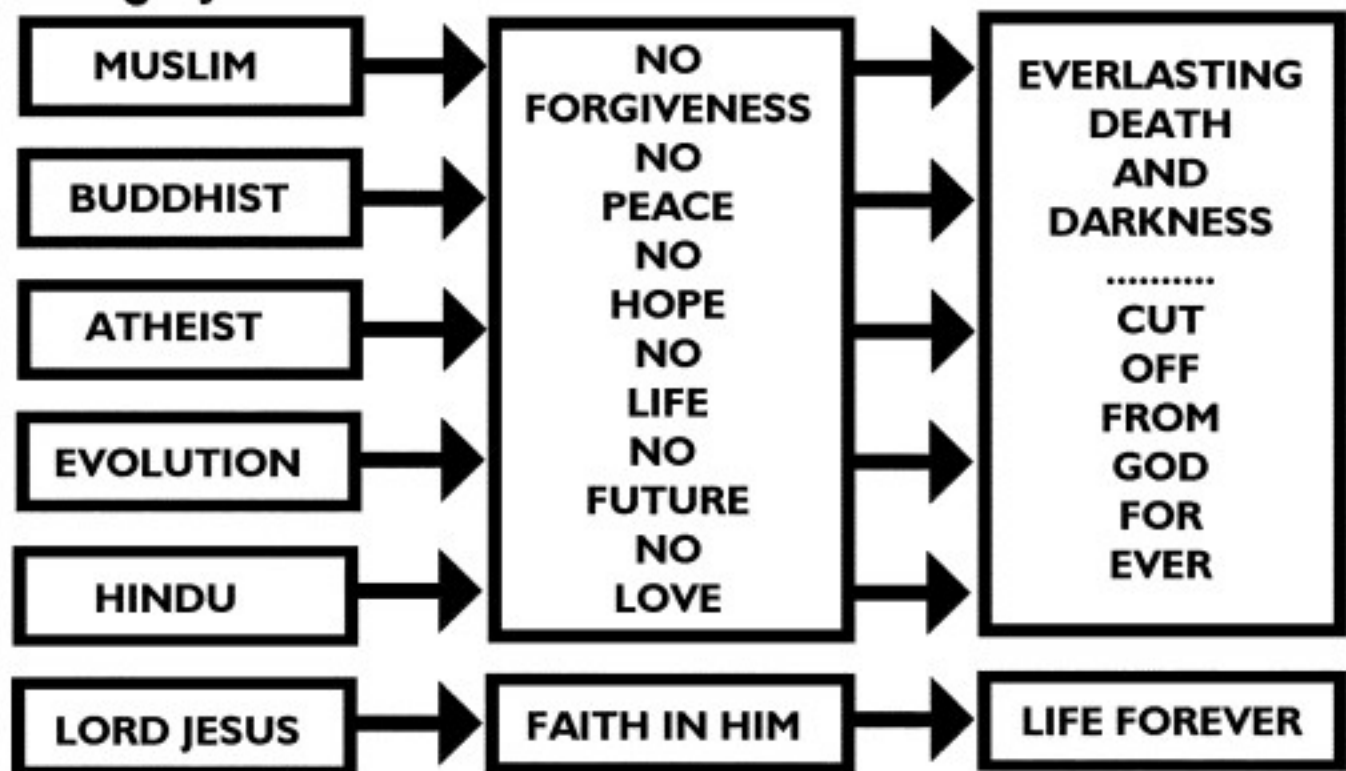 MUSLIM
BUDDHIST
ATHEIST
EVOLUTION
HINDU
LORD JESUS
NO
FORGIVENESS
NO
PEACE
NO
HOPE
NO
LIFE
NO
FUTURE
NO
LOVE
FAITH IN HIM
EVERLASTING
DEATH
AND
DARKNESS
..........
CUT
OFF
FROM
GOD
FOR
EVER
LIFE FOREVER